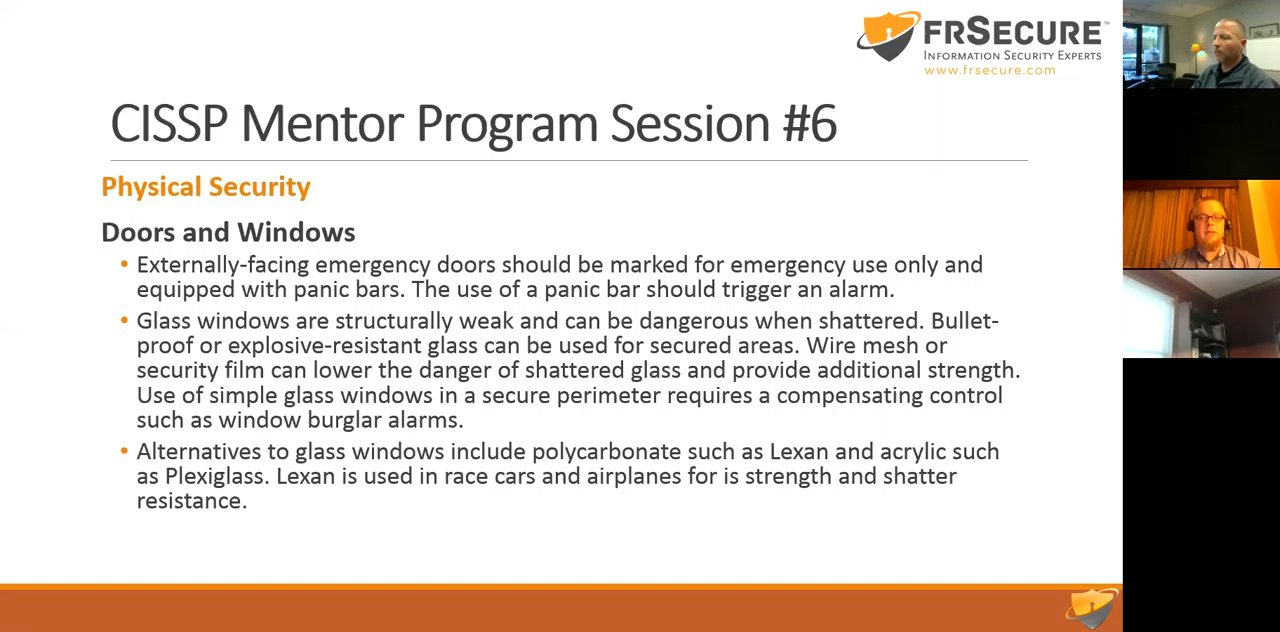 FRSECURE™
INFORMATION SECURITY EXPERTS
www.frsecure.com
CISSP Mentor Program Session #6
Physical Security
Doors and Windows
• Externally-facing emergency doors should be marked for emergency use only and
equipped with panic bars. The use of a panic bar should trigger an alarm.
• Glass windows are structurally weak and can be dangerous when shattered. Bullet-
proof or explosive-resistant glass can be used for secured areas. Wire mesh or
security film can lower the danger of shattered glass and provide additional strength.
Use of simple glass windows in a secure perimeter requires a compensating control
such as window burglar alarms.
• Alternatives to glass windows include polycarbonate such as Lexan and acrylic such
as Plexiglass. Lexan is used in race cars and airplanes for is strength and shatter
resistance.